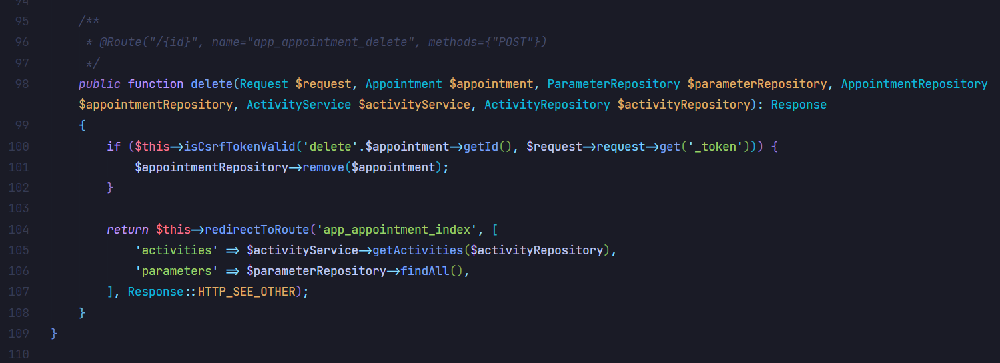 94
95 /**
96 * @Route("/{id}", name="app_appointment_delete", methods={"POST"})
97 */
98 public function delete(Request $request, Appointment $appointment, ParameterRepository $parameterRepository, AppointmentRepository
$appointmentRepository, ActivityService $activityService, ActivityRepository $activityRepository): Response
99 {
100 if ($this->isCsrfTokenValid('delete'.$appointment->getId(), $request->request->get('_token'))) {
101 $appointmentRepository->remove($appointment);
102 }
103
104 return $this->redirectToRoute('app_appointment_index', [
105 'activities' => $activityService->getActivities($activityRepository),
106 'parameters' => $parameterRepository->findAll(),
107 ], Response::HTTP_SEE_OTHER);
108 }
109 }
110